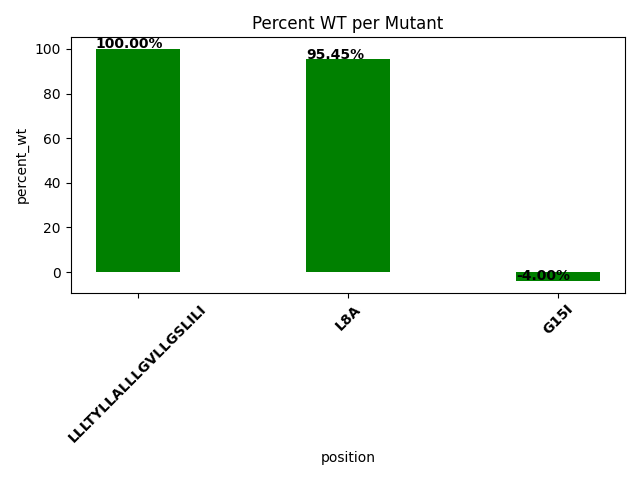 Percent WT per Mutant
percent_wt
100
80
60
40
20
0
100.00%
95.45%
-4.00%
LLLTYLLALLLGVLLGSLILI
L8A
G15I
position